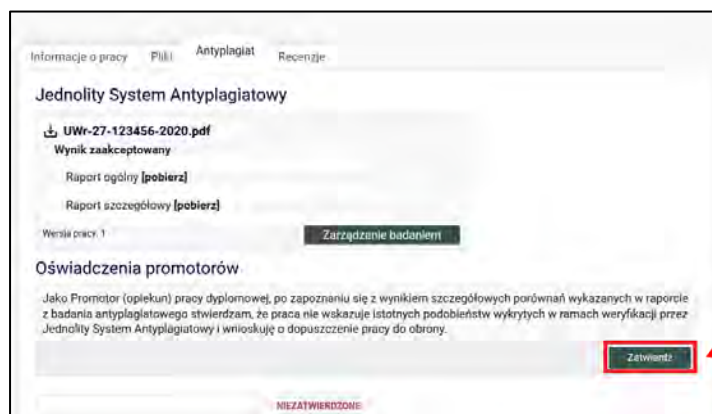 Informacje o pracy Pliki Antyplagiat Recenzje
Jednolity System Antyplagiatowy
UWr-27-123456-2020.pdf
Wynik zaakceptowany
Raport ogólny [pobierz]
Raport szczegółowy [pobierz]
Wersja pracy: 1 Zarządzanie badaniem
Oświadczenia promotorów
Jako Promotor (opiekun) pracy dyplomowej, po zapoznaniu się z wynikiem szczegółowych porównań wykazanych w raporcie
z badania antyplagiatowego stwierdzam, że praca nie wskazuje istotnych podobieństw wykrytych w ramach weryfikacji przez
Jednolity System Antyplagiatowy i wnioskuję o dopuszczenie pracy do obrony.
Zatwierdź
NIEZATWIERDZONE